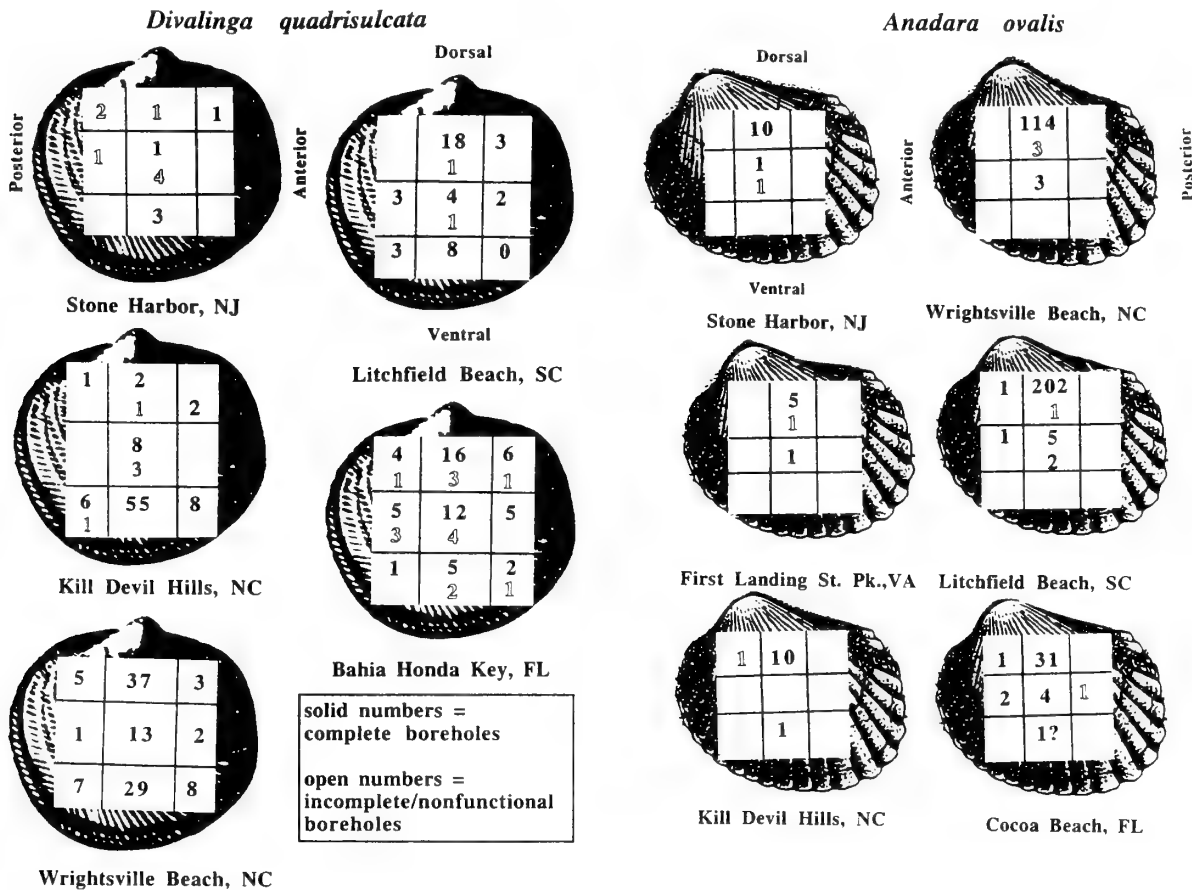 Divalinga quadrisulcata
Dorsal
Posterior
2 1 1
1 1
4
3
Anterior
Stone Harbor, NJ
18 3
1
3 4 2
1
3 8 0
Ventral
Litchfield Beach, SC
1 2
1 2
8
3
6 55 8
1
Kill Devil Hills, NC
4 16 6
1 3 1
5 12 5
3 4
1 5 2
2 1
Bahia Honda Key, FL
5 37 3
1 13 2
7 29 8
Wrightsville Beach, NC
solid numbers =
complete boreholes
open numbers =
incomplete/nonfunctional
boreholes
Anadara ovalis
Dorsal
10
1
1
Ventral
Stone Harbor, NJ
Anterior
114
3
3
Posterior
Wrightsville Beach, NC
5
1
1
First Landing St. Pk.,VA
1 202
1
1 5
2
Litchfield Beach, SC
1 10
1
Kill Devil Hills, NC
1 31
2 4 1
1?
Cocoa Beach, FL